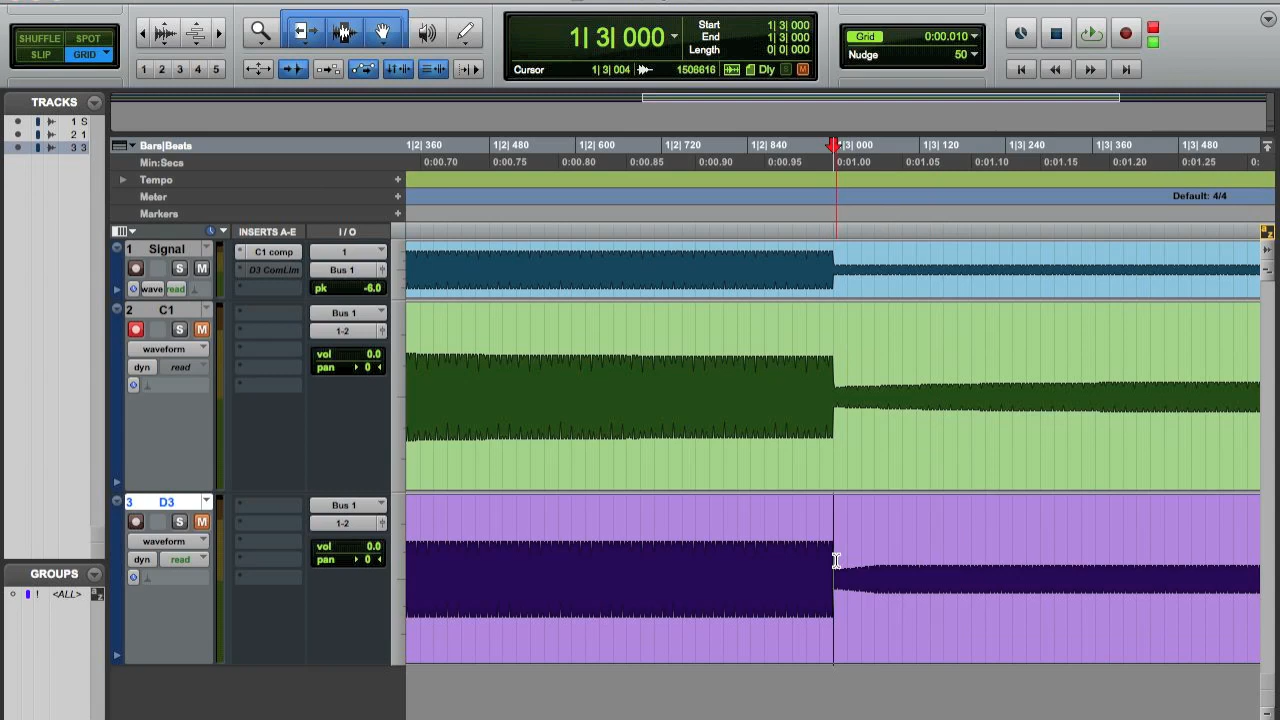 SHUFFLE SPOT
SLIP GRID
1 2 3 4 5
1| 3| 000
Start 1| 3| 000
End 1| 3| 000
Length 0| 0| 000
Cursor 1| 3| 004 1506616 Dly S M
Grid 0:00.010
Nudge 50
TRACKS
1 S
2 1
3 3
Bars|Beats 1|2| 360 1|2| 480 1|2| 600 1|2| 720 1|2| 840 1|3| 000 1|3| 120 1|3| 240 1|3| 360 1|3| 480
Min:Secs 0:00.70 0:00.75 0:00.80 0:00.85 0:00.90 0:00.95 0:01.00 0:01.05 0:01.10 0:01.15 0:01.20 0:01.25 0:
Tempo +
Meter + Default: 4/4
Markers +
INSERTS A-E I / O
a z
1 Signal C1 comp 1
S M D3 ComLim Bus 1
wave read pk -6.0
2 C1 Bus 1
S M 1-2
waveform vol 0.0
dyn read pan 0
3 D3 Bus 1
S M 1-2
waveform vol 0.0
dyn read pan 0
GROUPS
! <ALL> a z